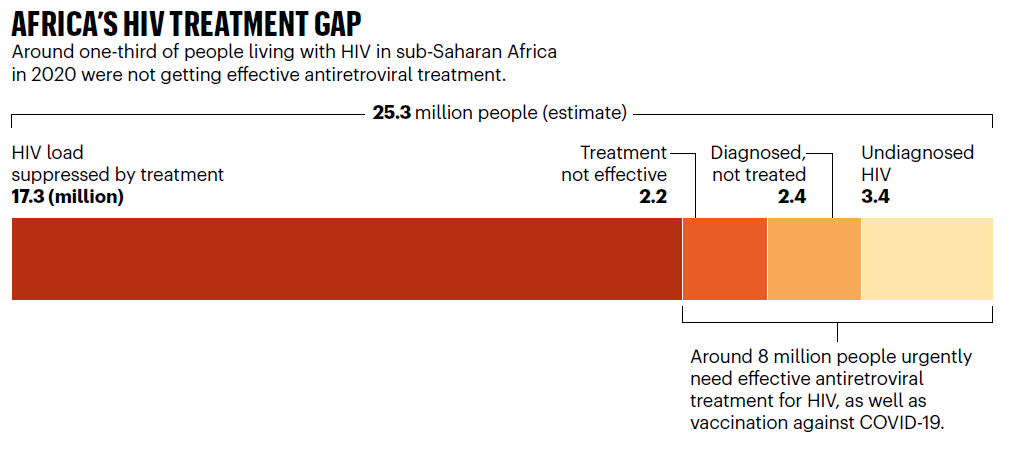 AFRICA'S HIV TREATMENT GAP
Around one-third of people living with HIV in sub-Saharan Africa
in 2020 were not getting effective antiretroviral treatment.
25.3 million people (estimate)
HIV load
suppressed by treatment
17.3 (million)
Treatment
not effective
2.2
Diagnosed,
not treated
2.4
Undiagnosed
HIV
3.4
Around 8 million people urgently
need effective antiretroviral
treatment for HIV, as well as
vaccination against COVID-19.